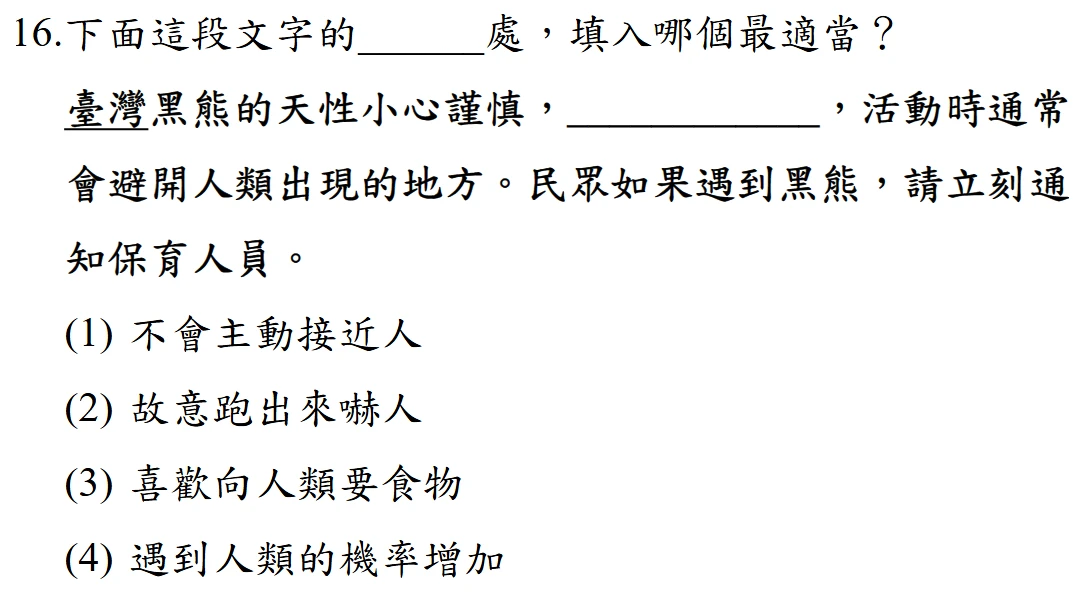 16.下面這段文字的______處，填入哪個最適當？
臺灣黑熊的天性小心謹慎，____________，活動時通常
會避開人類出現的地方。民眾如果遇到黑熊，請立刻通
知保育人員。
(1) 不會主動接近人
(2) 故意跑出來嚇人
(3) 喜歡向人類要食物
(4) 遇到人類的機率增加